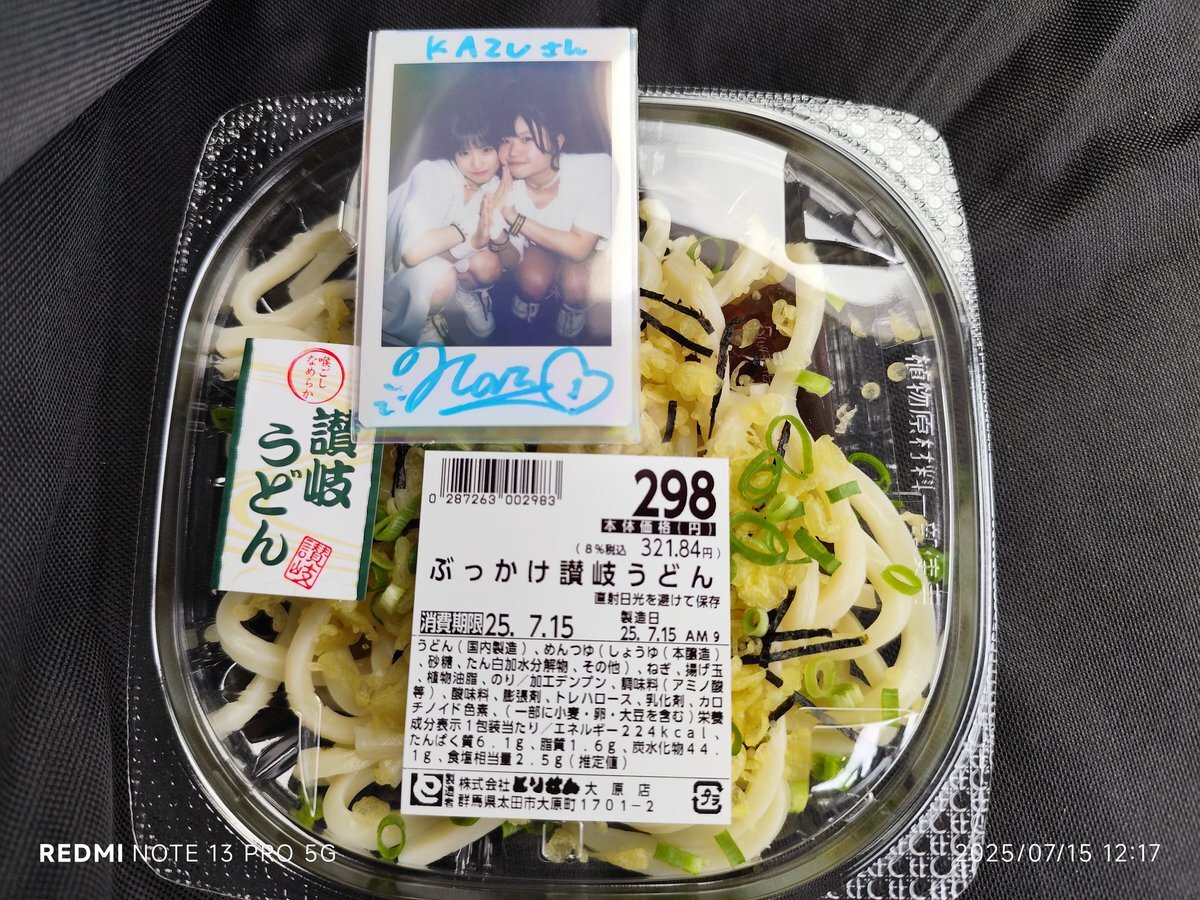 KAZUさん
喉ごし
なめらか
讃岐
うどん
讃岐
0 287263 002983
298
本体価格(円)
(8%税込 321.84円)
ぶっかけ讃岐うどん
直射日光を避けて保存
消費期限25. 7.15
製造日
25. 7.15 AM 9
うどん(国内製造)、めんつゆ(しょうゆ(本醸造)
、砂糖、たん白加水分解物、その他)、ねぎ、揚げ玉
、植物油脂、のり/加工デンプン、調味料(アミノ酸
等)、酸味料、膨張剤、トレハロース、乳化剤、カロ
チノイド色素、(一部に小麦・卵・大豆を含む)栄養
成分表示1包装当たり/エネルギー224kcal、
たんぱく質6.1g、脂質1.6g、炭水化物44.
1g、食塩相当量2.5g(推定値)
製造者
株式会社とりせん大原店
群馬県太田市大原町1701-2
プラ
植物原材料一部使
REDMI NOTE 13 PRO 5G
2025/07/15 12:17